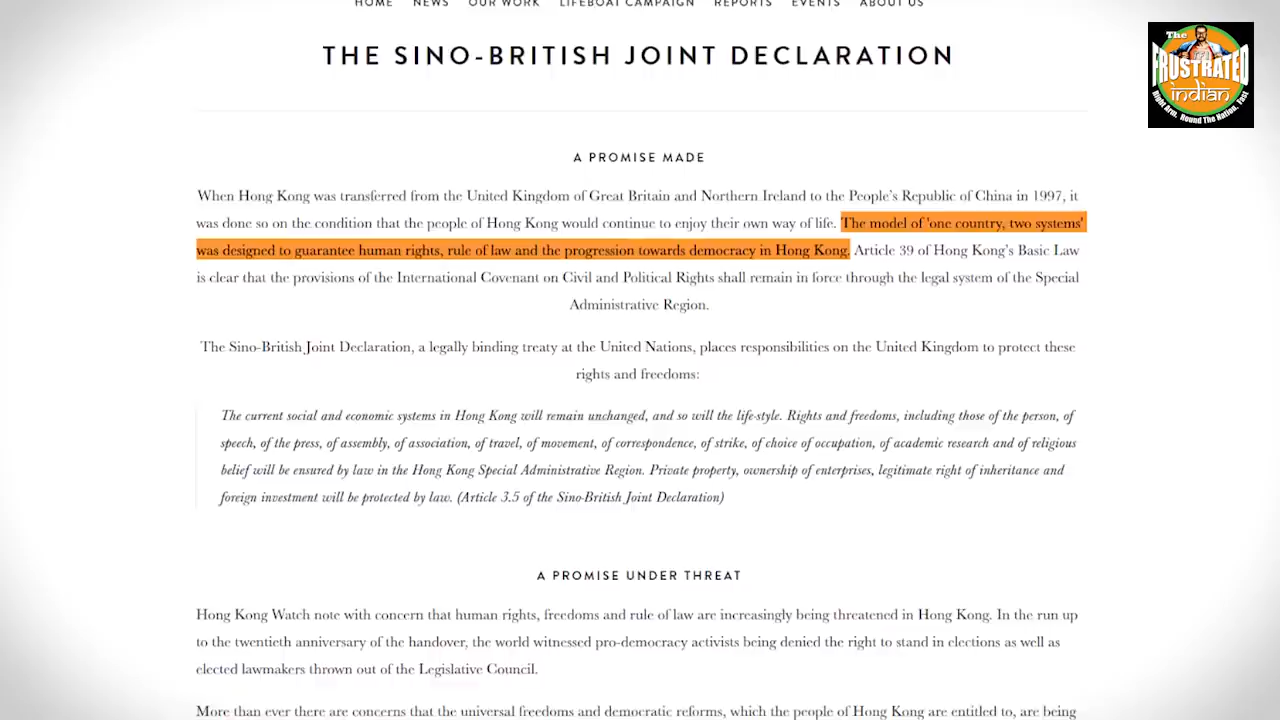 HOME NEWS OUR WORK LIFEBOAT CAMPAIGN REPORTS EVENTS ABOUT US
THE SINO-BRITISH JOINT DECLARATION
The
FRUSTRATED
indian
Right Arm, Round The Nation, Fast
A PROMISE MADE
When Hong Kong was transferred from the United Kingdom of Great Britain and Northern Ireland to the People's Republic of China in 1997, it
was done so on the condition that the people of Hong Kong would continue to enjoy their own way of life. The model of 'one country, two systems'
was designed to guarantee human rights, rule of law and the progression towards democracy in Hong Kong. Article 39 of Hong Kong's Basic Law
is clear that the provisions of the International Covenant on Civil and Political Rights shall remain in force through the legal system of the Special
Administrative Region.
The Sino-British Joint Declaration, a legally binding treaty at the United Nations, places responsibilities on the United Kingdom to protect these
rights and freedoms:
The current social and economic systems in Hong Kong will remain unchanged, and so will the life-style. Rights and freedoms, including those of the person, of
speech, of the press, of assembly, of association, of travel, of movement, of correspondence, of strike, of choice of occupation, of academic research and of religious
belief will be ensured by law in the Hong Kong Special Administrative Region. Private property, ownership of enterprises, legitimate right of inheritance and
foreign investment will be protected by law. (Article 3.5 of the Sino-British Joint Declaration)
A PROMISE UNDER THREAT
Hong Kong Watch note with concern that human rights, freedoms and rule of law are increasingly being threatened in Hong Kong. In the run up
to the twentieth anniversary of the handover, the world witnessed pro-democracy activists being denied the right to stand in elections as well as
elected lawmakers thrown out of the Legislative Council.
More than ever there are concerns that the universal freedoms and democratic reforms, which the people of Hong Kong are entitled to, are being